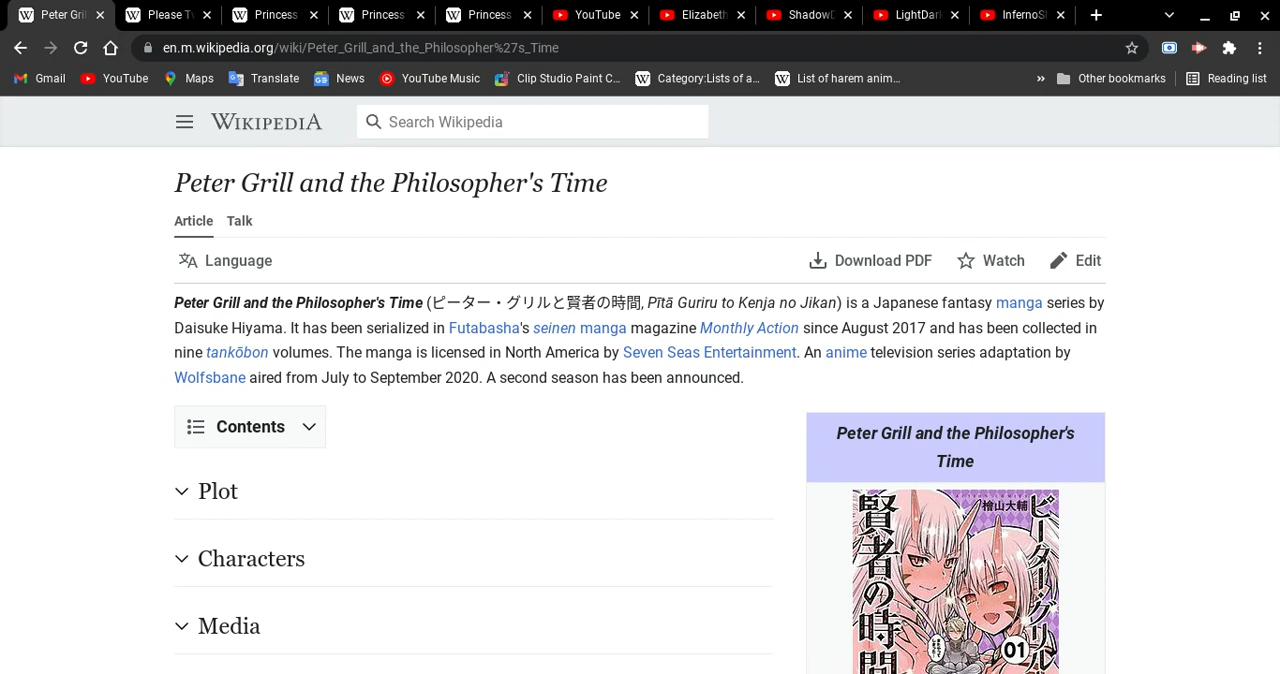 Peter Gril
Please Tw
Princess
Princess
Princess
YouTube
Elizabeth
ShadowD
LightDark
InfernoSh
en.m.wikipedia.org/wiki/Peter_Grill_and_the_Philosopher%27s_Time
Gmail YouTube Maps Translate News YouTube Music Clip Studio Paint C... Category:Lists of a... List of harem anim... » Other bookmarks Reading list
WIKIPEDIA Search Wikipedia
Peter Grill and the Philosopher's Time
Article Talk
Language Download PDF Watch Edit
Peter Grill and the Philosopher's Time (ピーター・グリルと賢者の時間, Pītā Guriru to Kenja no Jikan) is a Japanese fantasy manga series by
Daisuke Hiyama. It has been serialized in Futabasha's seinen manga magazine Monthly Action since August 2017 and has been collected in
nine tankōbon volumes. The manga is licensed in North America by Seven Seas Entertainment. An anime television series adaptation by
Wolfsbane aired from July to September 2020. A second season has been announced.
Contents
Plot
Characters
Media
Peter Grill and the Philosopher's
Time
檜山大輔
ピーター・グリル
賢者の時間
01